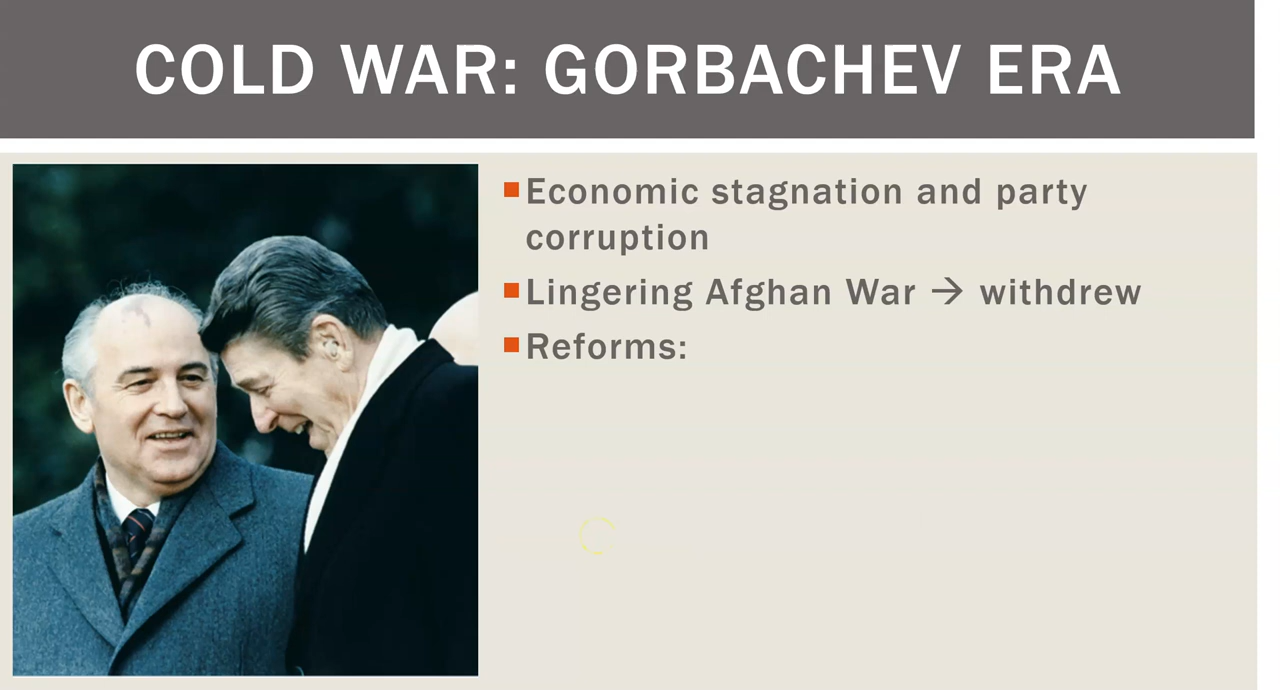 COLD WAR: GORBACHEV ERA
■Economic stagnation and party
corruption
■Lingering Afghan War → withdrew
■Reforms: